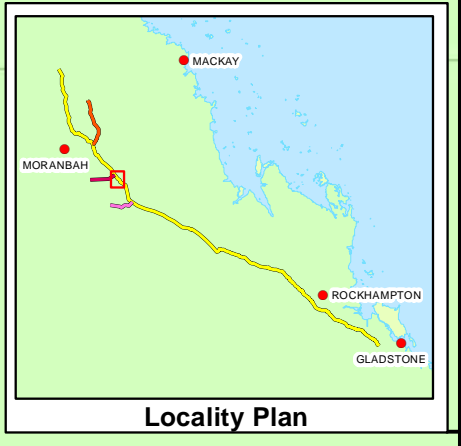 MACKAY
MORANBAH
ROCKHAMPTON
GLADSTONE
Locality Plan